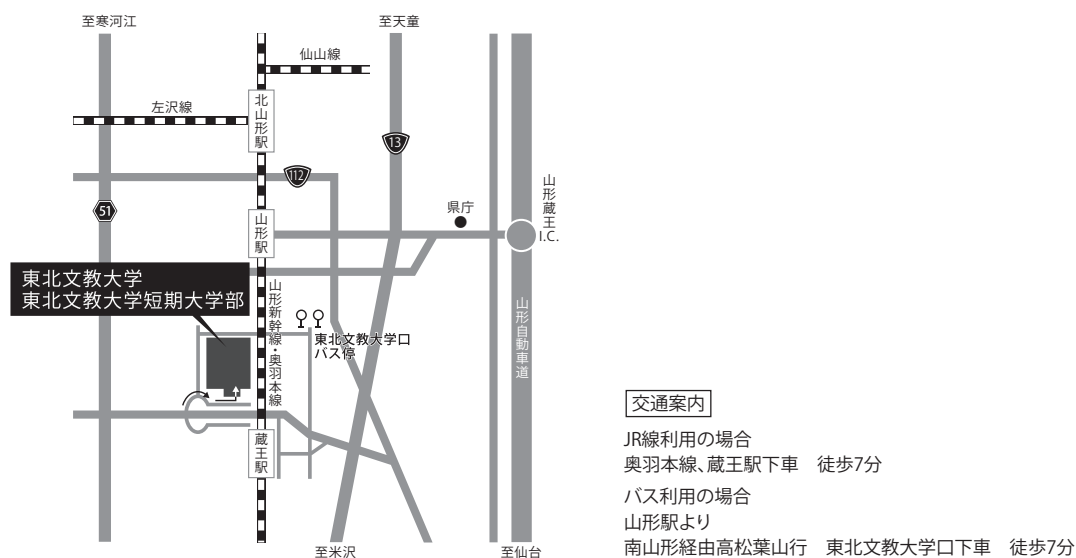 至寒河江
至天童
仙山線
左沢線
北山形駅
13
112
51
山形駅
県庁
山形蔵王
I.C.
東北文教大学
東北文教大学短期大学部
山形新幹線・奥羽本線
東北文教大学口
バス停
山形自動車道
蔵王駅
至米沢
至仙台
交通案内
JR線利用の場合
奥羽本線、蔵王駅下車　徒歩7分
バス利用の場合
山形駅より
南山形経由高松葉山行　東北文教大学口下車　徒歩7分